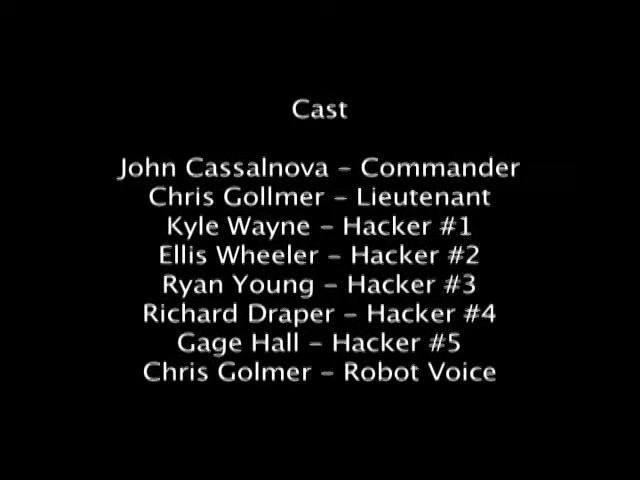 Cast
John Cassalnova – Commander
Chris Gollmer – Lieutenant
Kyle Wayne – Hacker #1
Ellis Wheeler – Hacker #2
Ryan Young – Hacker #3
Richard Draper – Hacker #4
Gage Hall – Hacker #5
Chris Golmer – Robot Voice